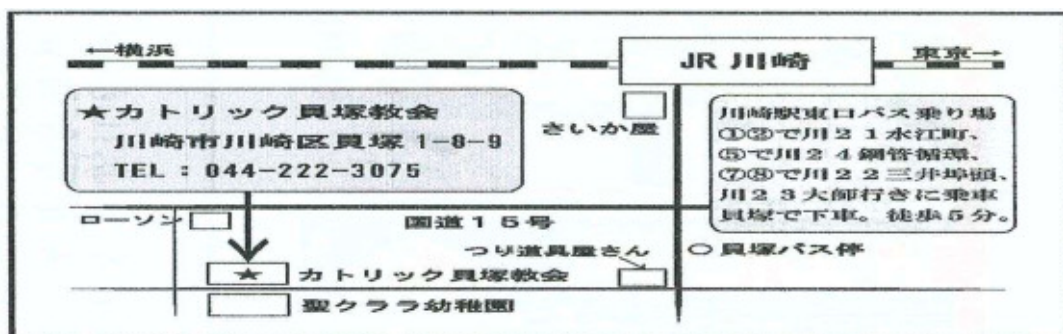 ←横浜
JR 川崎
東京→
★カトリック貝塚教会
川崎市川崎区貝塚 1-8-9
TEL : 044-222-3075
さいか屋
川崎駅東口バス乗り場
①②で川21水江町、
⑤で川24鋼管循環、
⑦⑧で川22三井埠頭、
川23大師行きに乗車
貝塚で下車。徒歩5分。
ローソン
国道15号
つり道具屋さん
○貝塚バス停
★ カトリック貝塚教会
聖クララ幼稚園